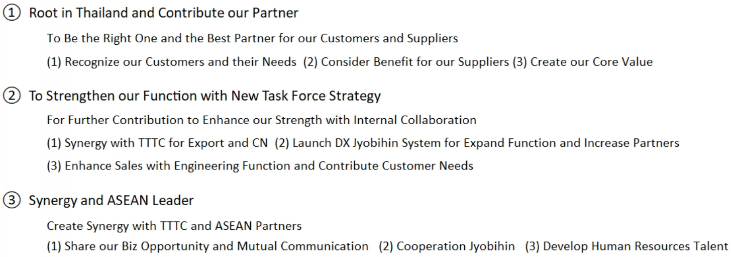 ① Root in Thailand and Contribute our Partner
To Be the Right One and the Best Partner for our Customers and Suppliers
(1) Recognize our Customers and their Needs (2) Consider Benefit for our Suppliers (3) Create our Core Value
② To Strengthen our Function with New Task Force Strategy
For Further Contribution to Enhance our Strength with Internal Collaboration
(1) Synergy with TTTC for Export and CN (2) Launch DX Jyobihin System for Expand Function and Increase Partners
(3) Enhance Sales with Engineering Function and Contribute Customer Needs
③ Synergy and ASEAN Leader
Create Synergy with TTTC and ASEAN Partners
(1) Share our Biz Opportunity and Mutual Communication (2) Cooperation Jyobihin (3) Develop Human Resources Talent